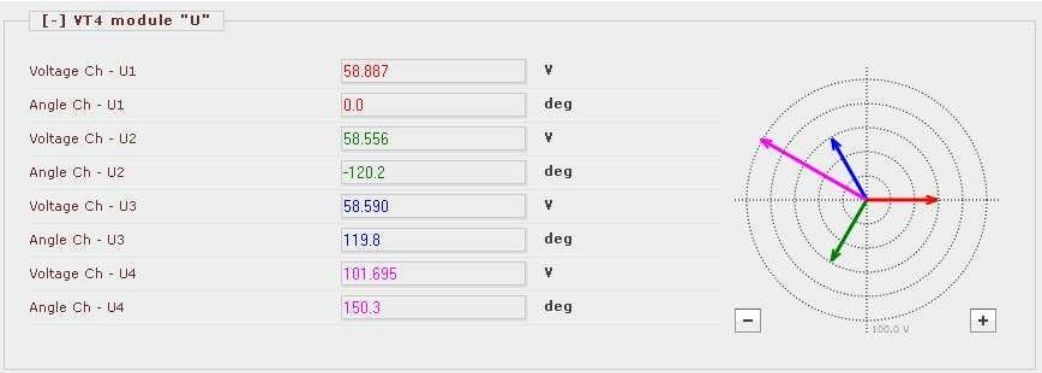 [-] VT4 module "U"
Voltage Ch - U1 58.887 V
Angle Ch - U1 0.0 deg
Voltage Ch - U2 58.556 V
Angle Ch - U2 -120.2 deg
Voltage Ch - U3 58.590 V
Angle Ch - U3 119.8 deg
Voltage Ch - U4 101.695 V
Angle Ch - U4 150.3 deg
- +
100.0 V